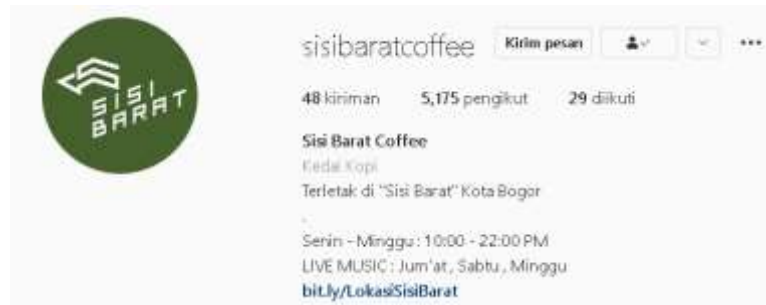 SISI
BARAT
sisibaratcoffee Kirim pesan
48 kiriman 5,175 pengikut 29 diikuti
Sisi Barat Coffee
Kedai Kopi
Terletak di "Sisi Barat" Kota Bogor
.
Senin - Minggu : 10:00 - 22:00 PM
LIVE MUSIC : Jum'at , Sabtu , Minggu
bit.ly/LokasiSisiBarat